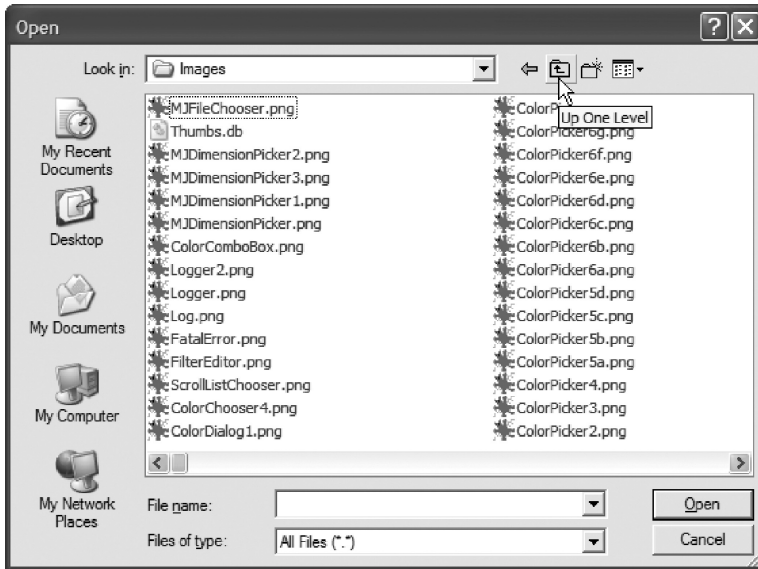 Open
Look in:
Images
My Recent
Documents
Desktop
My Documents
My Computer
My Network
Places
MJFileChooser.png
Thumbs.db
MJDimensionPicker2.png
MJDimensionPicker3.png
MJDimensionPicker1.png
MJDimensionPicker.png
ColorComboBox.png
Logger2.png
Logger.png
Log.png
FatalError.png
FilterEditor.png
ScrollListChooser.png
ColorChooser4.png
ColorDialog1.png
Up One Level
ColorPicker6g.png
ColorPicker6f.png
ColorPicker6e.png
ColorPicker6d.png
ColorPicker6c.png
ColorPicker6b.png
ColorPicker6a.png
ColorPicker5d.png
ColorPicker5c.png
ColorPicker5b.png
ColorPicker5a.png
ColorPicker4.png
ColorPicker3.png
ColorPicker2.png
File name:
Open
Files of type:
All Files (*.*)
Cancel